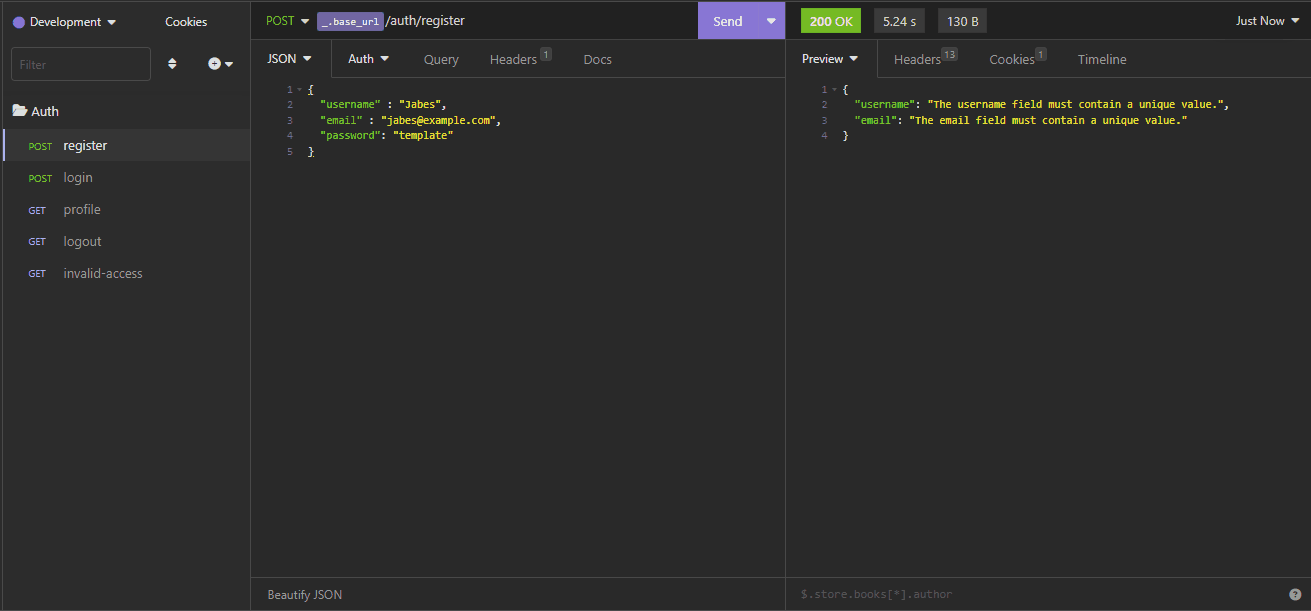 Development Cookies
Filter
Auth
POST register
POST login
GET profile
GET logout
GET invalid-access
POST _.base_url /auth/register Send
JSON Auth Query Headers 1 Docs
1 {
2 "username" : "Jabes",
3 "email" : "jabes@example.com",
4 "password": "template"
5 }
Beautify JSON
200 OK 5.24 s 130 B Just Now
Preview Headers 13 Cookies 1 Timeline
1 {
2 "username": "The username field must contain a unique value.",
3 "email": "The email field must contain a unique value."
4 }
$.store.books[*].author ?